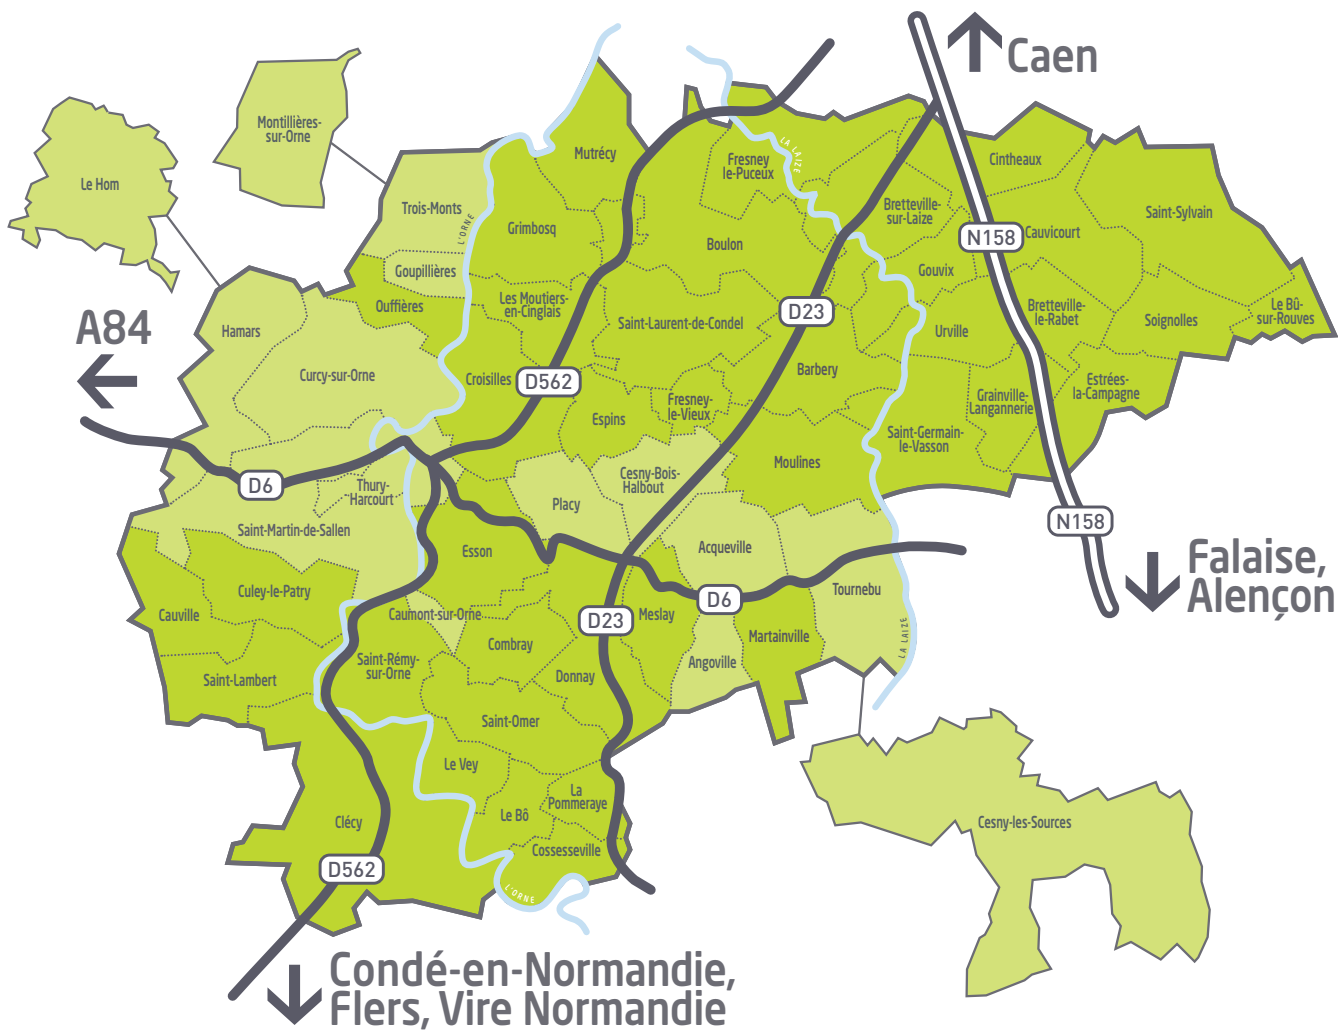 Caen
Montillières-
sur-Orne
Le Hom
Mutrécy
Fresney
le-Puceux
LA LAIZE
Cintheaux
Trois-Monts
L'ORNE
Grimbosq
Bretteville-
sur-Laize
Saint-Sylvain
Boulon
N158
Cauvicourt
Goupillières
Gouvix
Ouffières
Les Moutiers-
en-Cinglais
Saint-Laurent-de-Condel
D23
Bretteville-
le-Rabet
Soignolles
Le Bû-
sur-Rouves
A84
Hamars
Urville
Curcy-sur-Orne
Croisilles
D562
Barbery
Estrées-
la-Campagne
Fresney-
le-Vieux
Grainville-
Langannerie
Espins
Saint-Germain-
le-Vasson
Moulines
Cesny-Bois-
Halbout
D6
Thury-
Harcourt
Placy
N158
Saint-Martin-de-Sallen
Esson
Acqueville
Falaise,
Alençon
Culey-le-Patry
Tournebu
D6
Cauville
Caumont-sur-Orne
D23
Meslay
Martainville
LA LAIZE
Combray
Saint-Rémy-
sur-Orne
Angoville
Saint-Lambert
Donnay
Saint-Omer
Le Vey
La
Pommeraye
Clécy
Le Bô
Cesny-les-Sources
Cossesseville
D562
L'ORNE
Condé-en-Normandie,
Flers, Vire Normandie